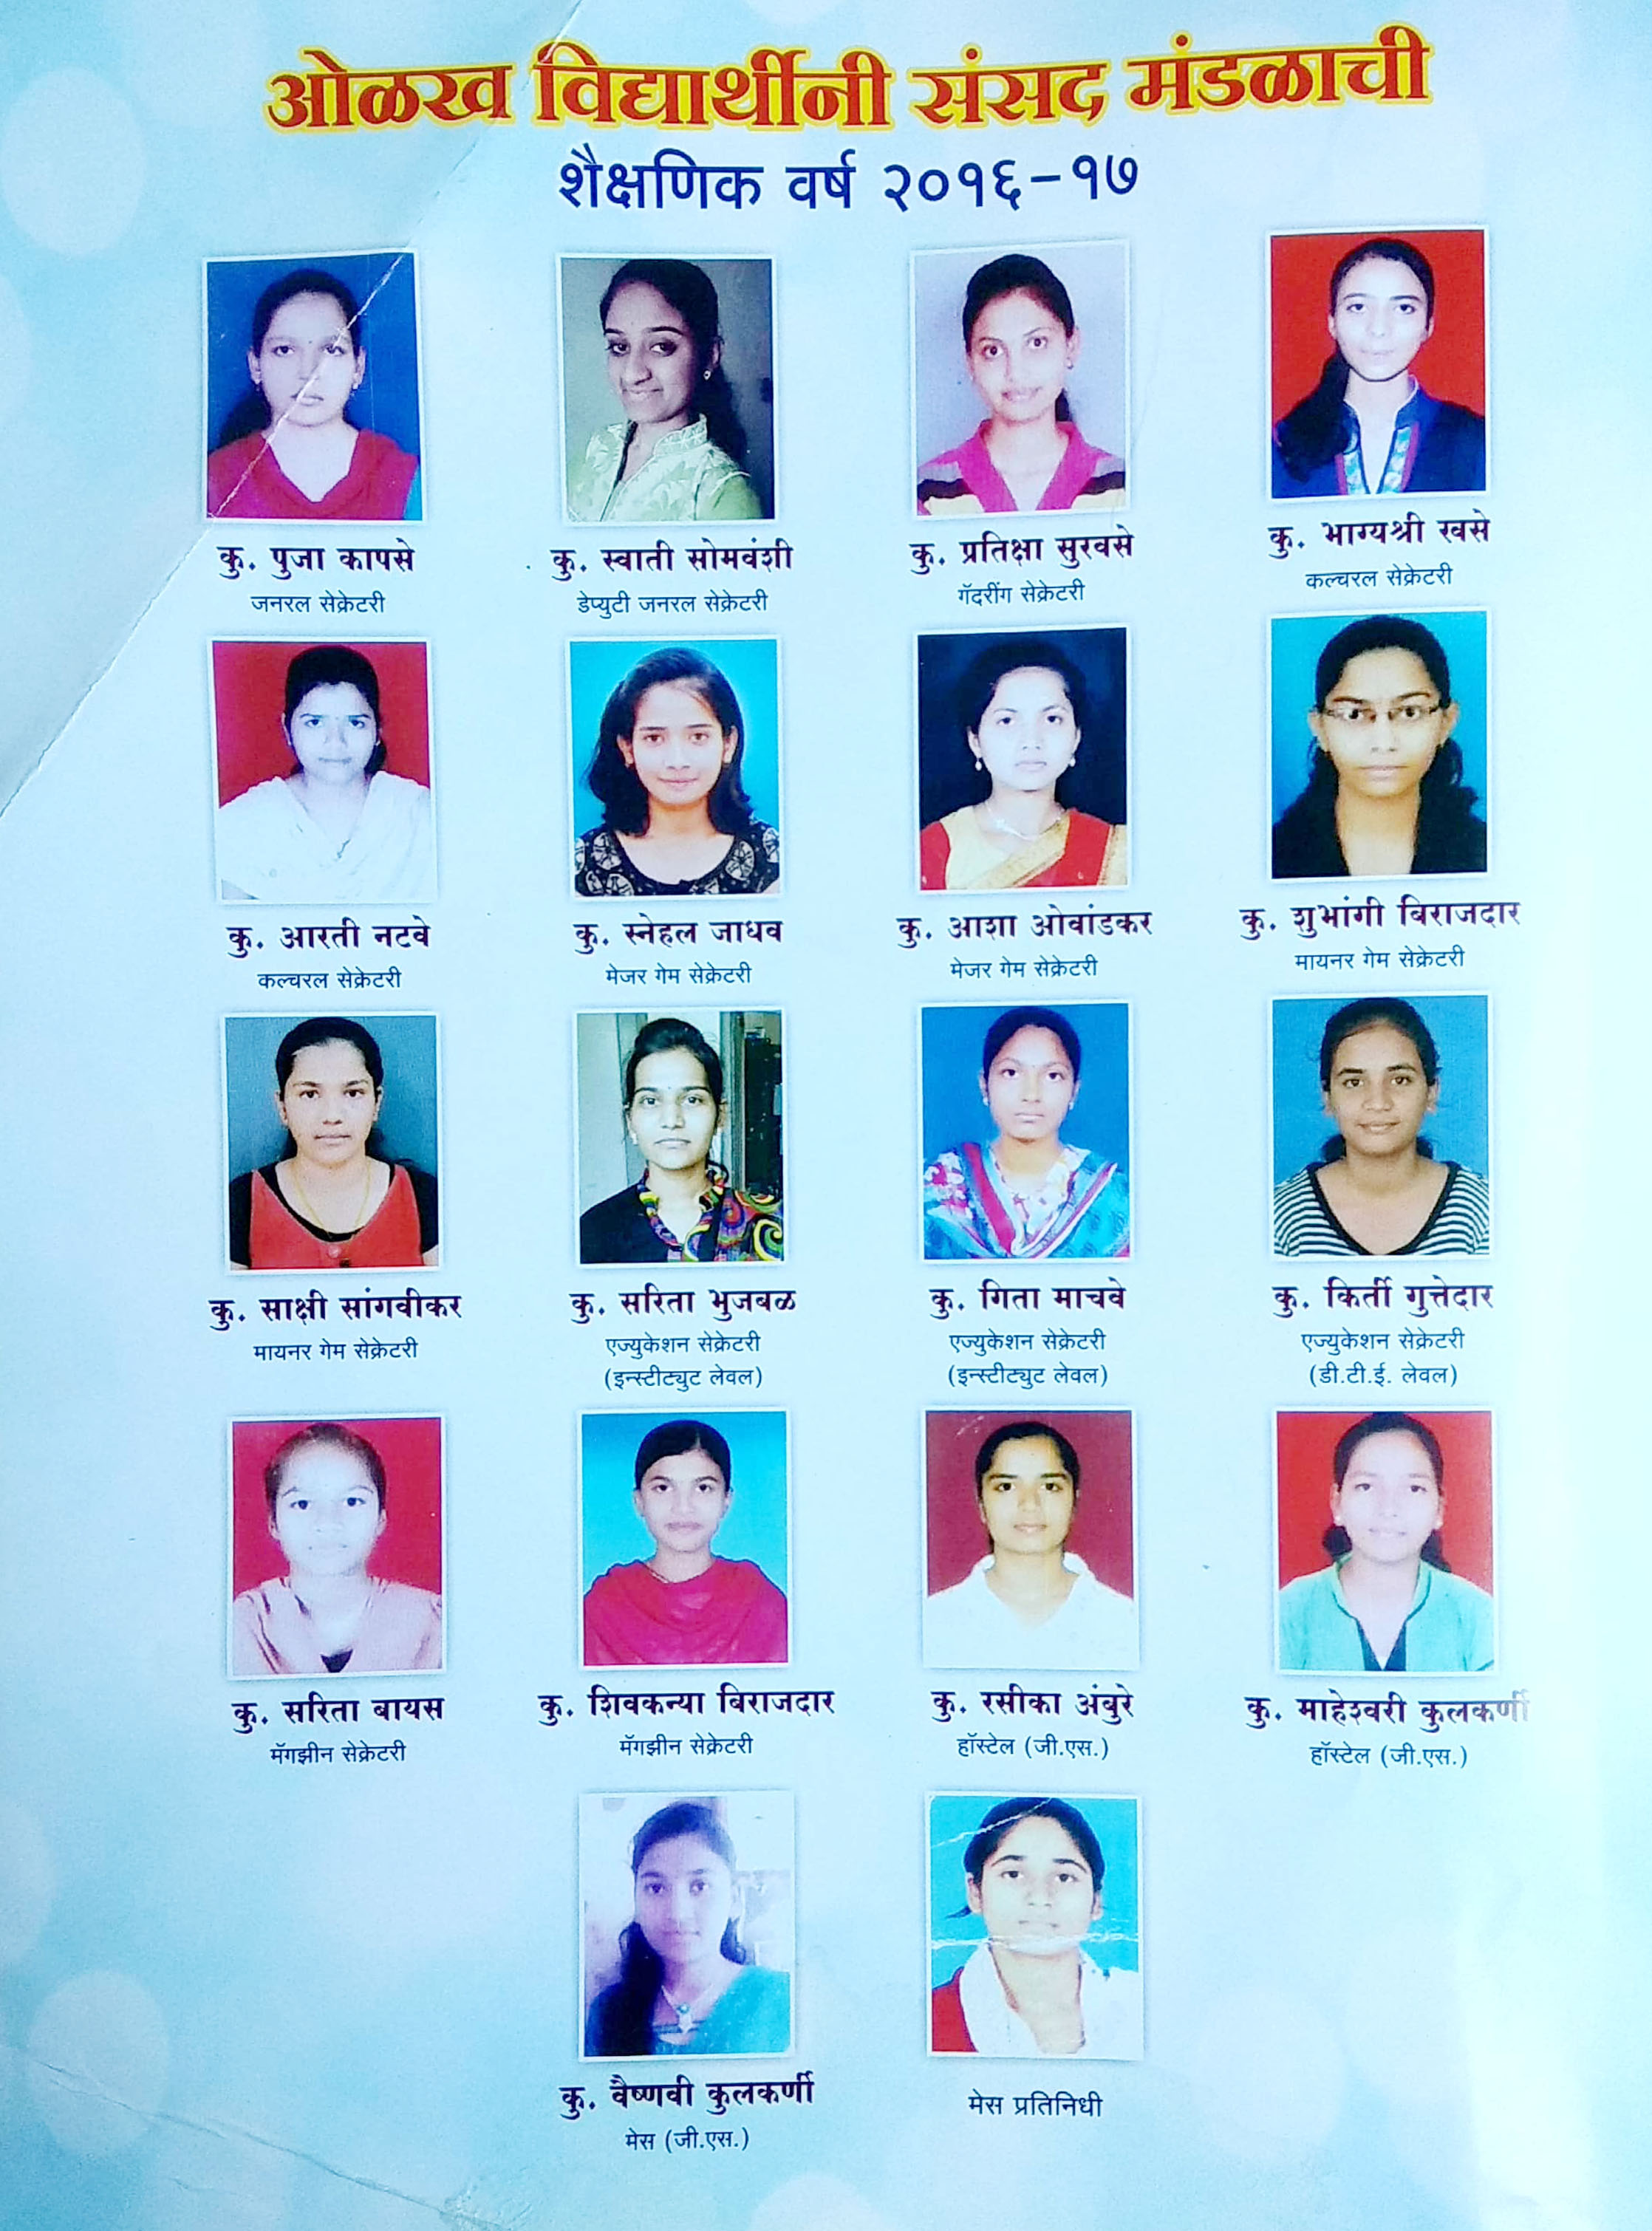 ओळख विद्यार्थीनी संसद मंडळाची
शैक्षणिक वर्ष २०१६-१७
कु. पुजा कापसे
जनरल सेक्रेटरी
कु. स्वाती सोमवंशी
डेप्युटी जनरल सेक्रेटरी
कु. प्रतिक्षा सुरवसे
गॅदरींग सेक्रेटरी
कु. भाग्यश्री रवसे
कल्चरल सेक्रेटरी
कु. आरती नटवे
कल्चरल सेक्रेटरी
कु. स्नेहल जाधव
मेजर गेम सेक्रेटरी
कु. आशा ओवांडकर
मेजर गेम सेक्रेटरी
कु. शुभांगी बिराजदार
मायनर गेम सेक्रेटरी
कु. साक्षी सांगवीकर
मायनर गेम सेक्रेटरी
कु. सरिता भुजबळ
एज्युकेशन सेक्रेटरी
(इन्स्टीट्युट लेवल)
कु. गिता माचवे
एज्युकेशन सेक्रेटरी
(इन्स्टीट्युट लेवल)
कु. किर्ती गुत्तेदार
एज्युकेशन सेक्रेटरी
(डी.टी.ई. लेवल)
कु. सरिता बायस
मॅगझीन सेक्रेटरी
कु. शिवकन्या बिराजदार
मॅगझीन सेक्रेटरी
कु. रसीका अंबुरे
हॉस्टेल (जी.एस.)
कु. माहेश्वरी कुलकर्णी
हॉस्टेल (जी.एस.)
कु. वैष्णवी कुलकर्णी
मेस (जी.एस.)
मेस प्रतिनिधी